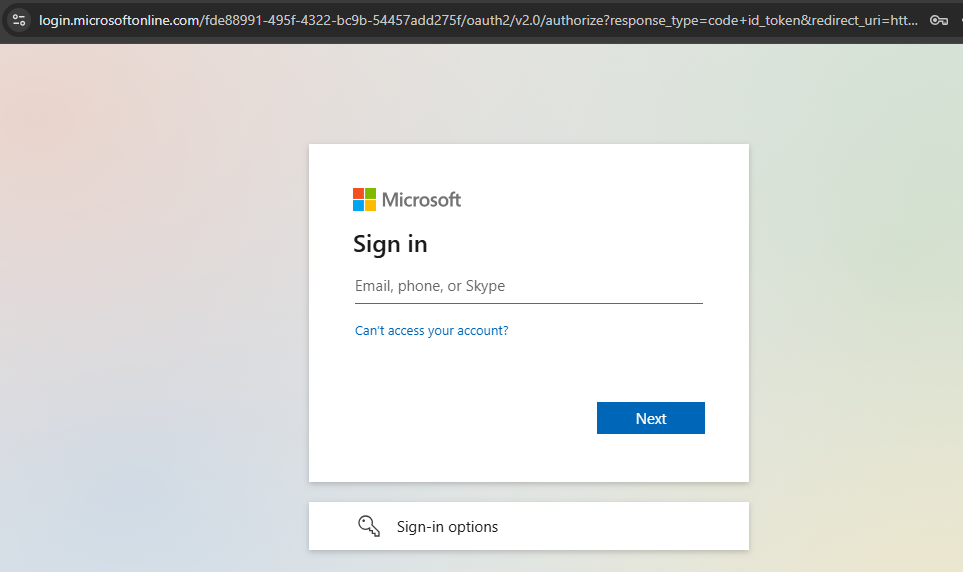 login.microsoftonline.com/fde88991-495f-4322-bc9b-54457add275f/oauth2/v2.0/authorize?response_type=code+id_token&redirect_uri=htt...
Microsoft
Sign in
Email, phone, or Skype
Can't access your account?
Next
Sign-in options